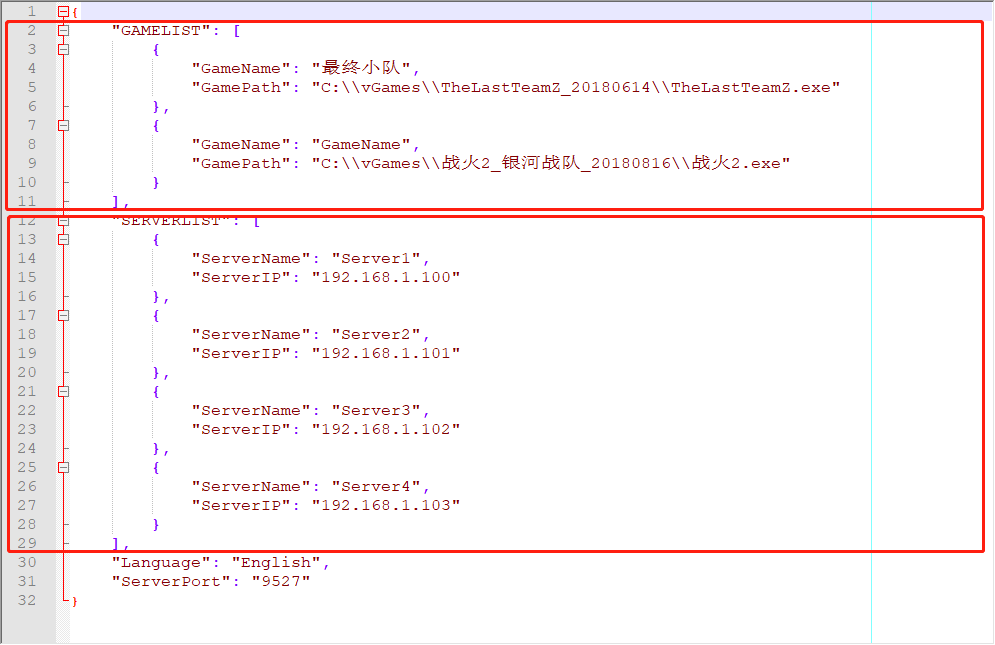 1 {
2 "GAMELIST": [
3 {
4 "GameName": "最终小队",
5 "GamePath": "C:\\vGames\\TheLastTeamZ_20180614\\TheLastTeamZ.exe"
6 },
7 {
8 "GameName": "GameName",
9 "GamePath": "C:\\vGames\\战火2_银河战队_20180816\\战火2.exe"
10 }
11 ],
12 "SERVERLIST": [
13 {
14 "ServerName": "Server1",
15 "ServerIP": "192.168.1.100"
16 },
17 {
18 "ServerName": "Server2",
19 "ServerIP": "192.168.1.101"
20 },
21 {
22 "ServerName": "Server3",
23 "ServerIP": "192.168.1.102"
24 },
25 {
26 "ServerName": "Server4",
27 "ServerIP": "192.168.1.103"
28 }
29 ],
30 "Language": "English",
31 "ServerPort": "9527"
32 }